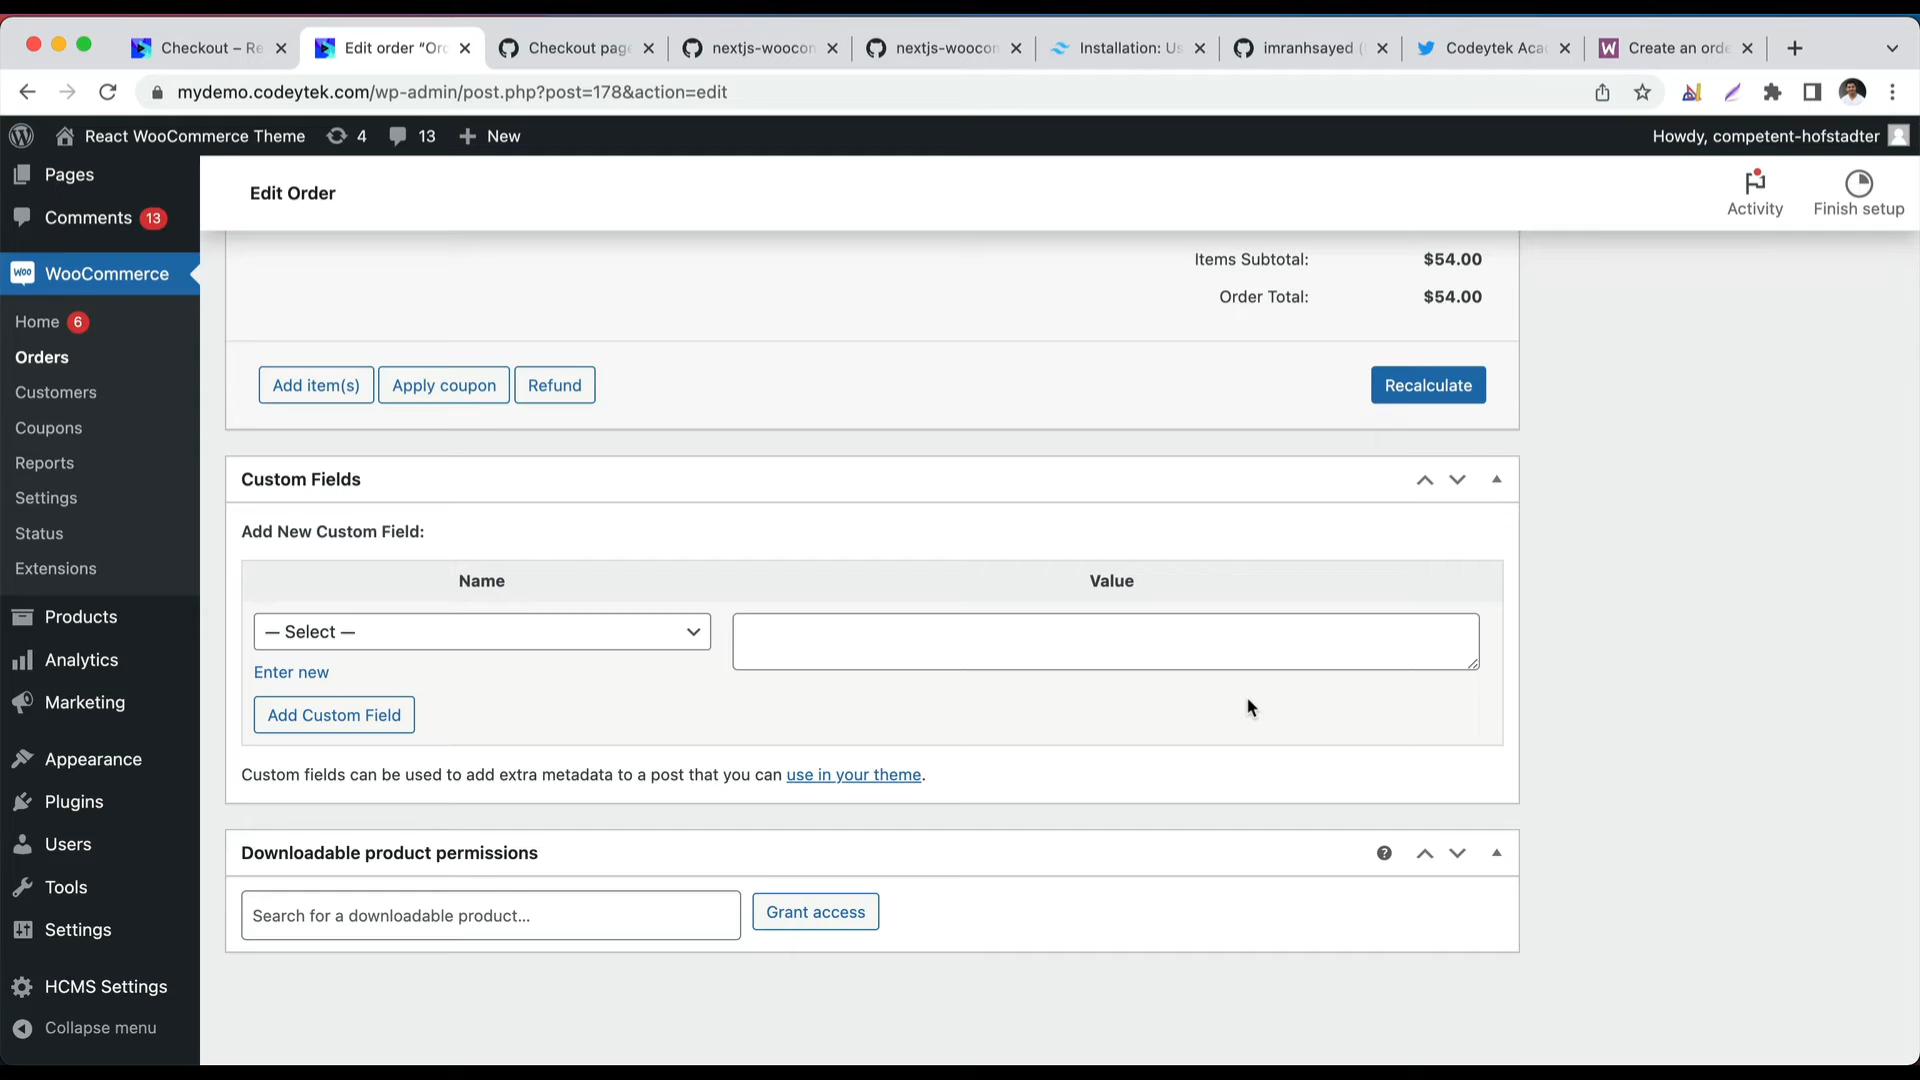 Checkout – Re
Edit order “Orc
Checkout page
nextjs-woocon
nextjs-woocon
Installation: Us
imranhsayed (
Codeytek Aca
Create an orde
mydemo.codeytek.com/wp-admin/post.php?post=178&action=edit
React WooCommerce Theme
4
13
New
Howdy, competent-hofstadter
Pages
Comments 13
WooCommerce
Home 6
Orders
Customers
Coupons
Reports
Settings
Status
Extensions
Products
Analytics
Marketing
Appearance
Plugins
Users
Tools
Settings
HCMS Settings
Collapse menu
Edit Order
Activity
Finish setup
Items Subtotal: $54.00
Order Total: $54.00
Add item(s)
Apply coupon
Refund
Recalculate
Custom Fields
Add New Custom Field:
Name
Value
— Select —
Enter new
Add Custom Field
Custom fields can be used to add extra metadata to a post that you can use in your theme.
Downloadable product permissions
Search for a downloadable product...
Grant access